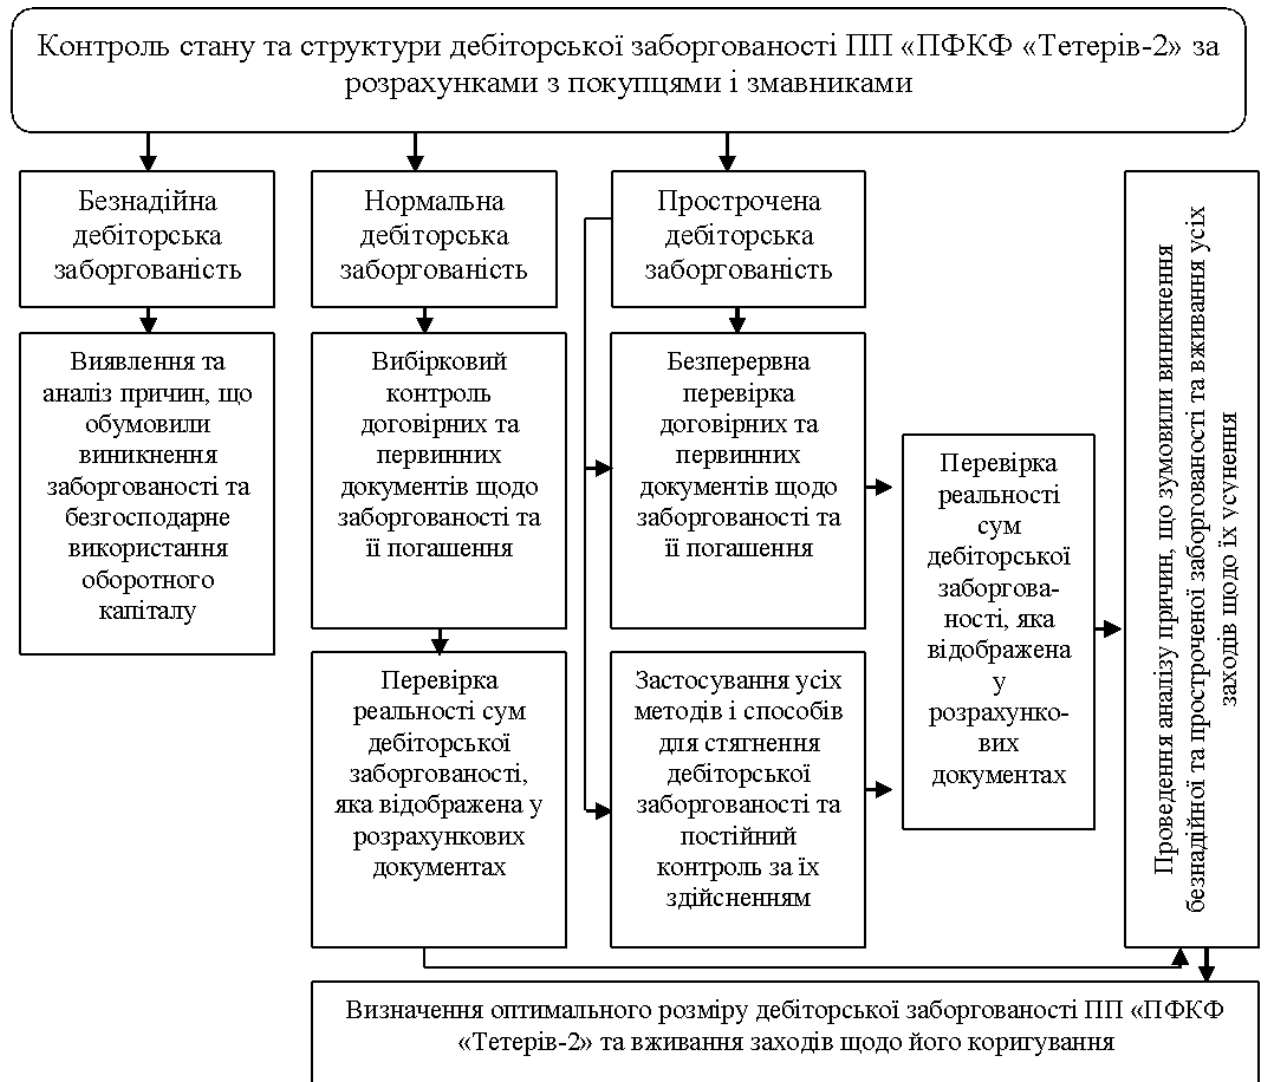 Контроль стану та структури дебіторської заборгованості ПП «ПФКФ «Тетерів-2» за
розрахунками з покупцями і змавниками
Безнадійна
дебіторська
заборгованість
Нормальна
дебіторська
заборгованість
Прострочена
дебіторська
заборгованість
Виявлення та
аналіз причин, що
обумовили
виникнення
заборгованості та
безгосподарне
використання
оборотного
капіталу
Вибірковий
контроль
договірних та
первинних
документів щодо
заборгованості та
її погашення
Перевірка
реальності сум
дебіторської
заборгованості,
яка відображена у
розрахункових
документах
Безперервна
перевірка
договірних та
первинних
документів щодо
заборгованості та
її погашення
Застосування усіх
методів і способів
для стягнення
дебіторської
заборгованості та
постійний
контроль за їх
здійсненням
Перевірка
реальності
сум
дебіторської
заборгова-
ності, яка
відображена
у
розрахунко-
вих
документах
Проведення аналізу причин, що зумовили виникнення
безнадійної та простроченої заборгованості та вживання усіх
заходів щодо їх усунення
Визначення оптимального розміру дебіторської заборгованості ПП «ПФКФ
«Тетерів-2» та вживання заходів щодо його коригування